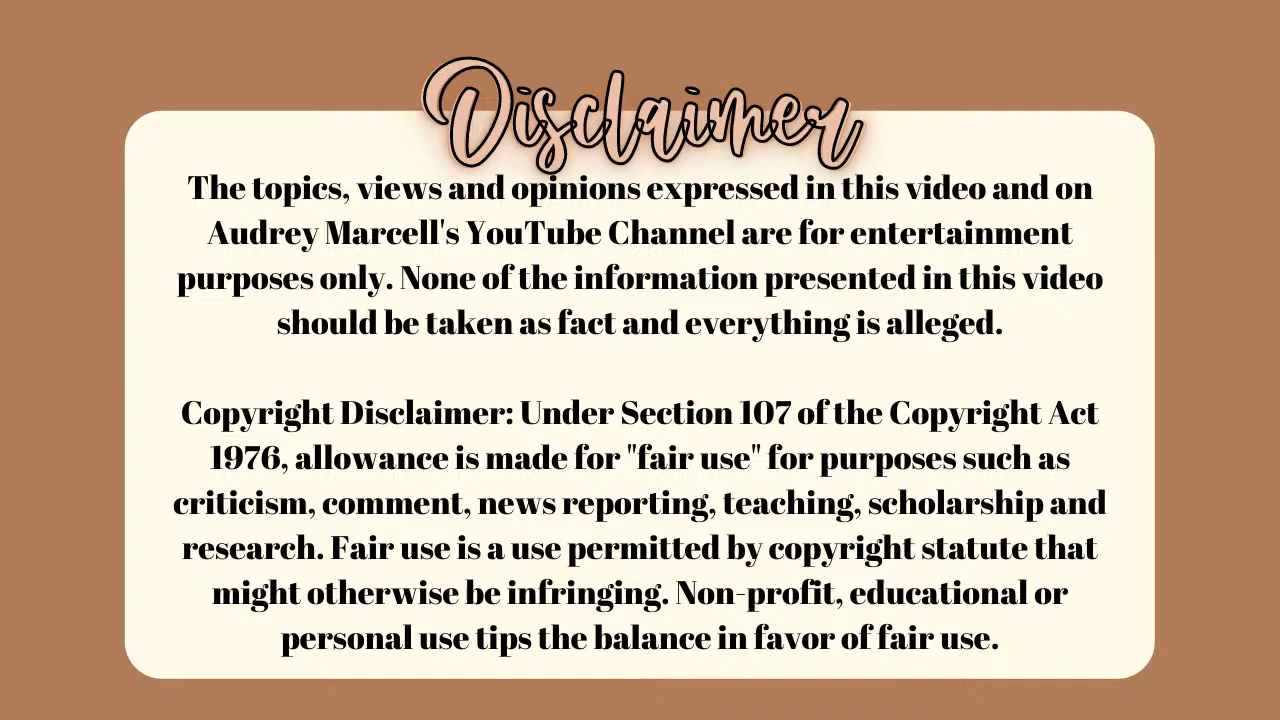 Disclaimer
The topics, views and opinions expressed in this video and on
Audrey Marcell's YouTube Channel are for entertainment
purposes only. None of the information presented in this video
should be taken as fact and everything is alleged.
Copyright Disclaimer: Under Section 107 of the Copyright Act
1976, allowance is made for "fair use" for purposes such as
criticism, comment, news reporting, teaching, scholarship and
research. Fair use is a use permitted by copyright statute that
might otherwise be infringing. Non-profit, educational or
personal use tips the balance in favor of fair use.